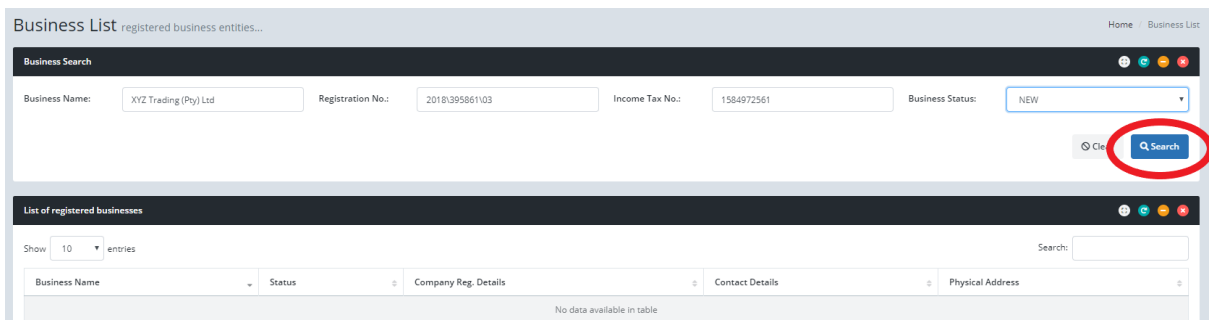 Business List registered business entities...
Home / Business List
Business Search
Business Name: XYZ Trading (Pty) Ltd Registration No.: 2018\395861\03 Income Tax No.: 1584972561 Business Status: NEW
Cle Search
List of registered businesses
Show 10 entries Search:
Business Name Status Company Reg. Details Contact Details Physical Address
No data available in table